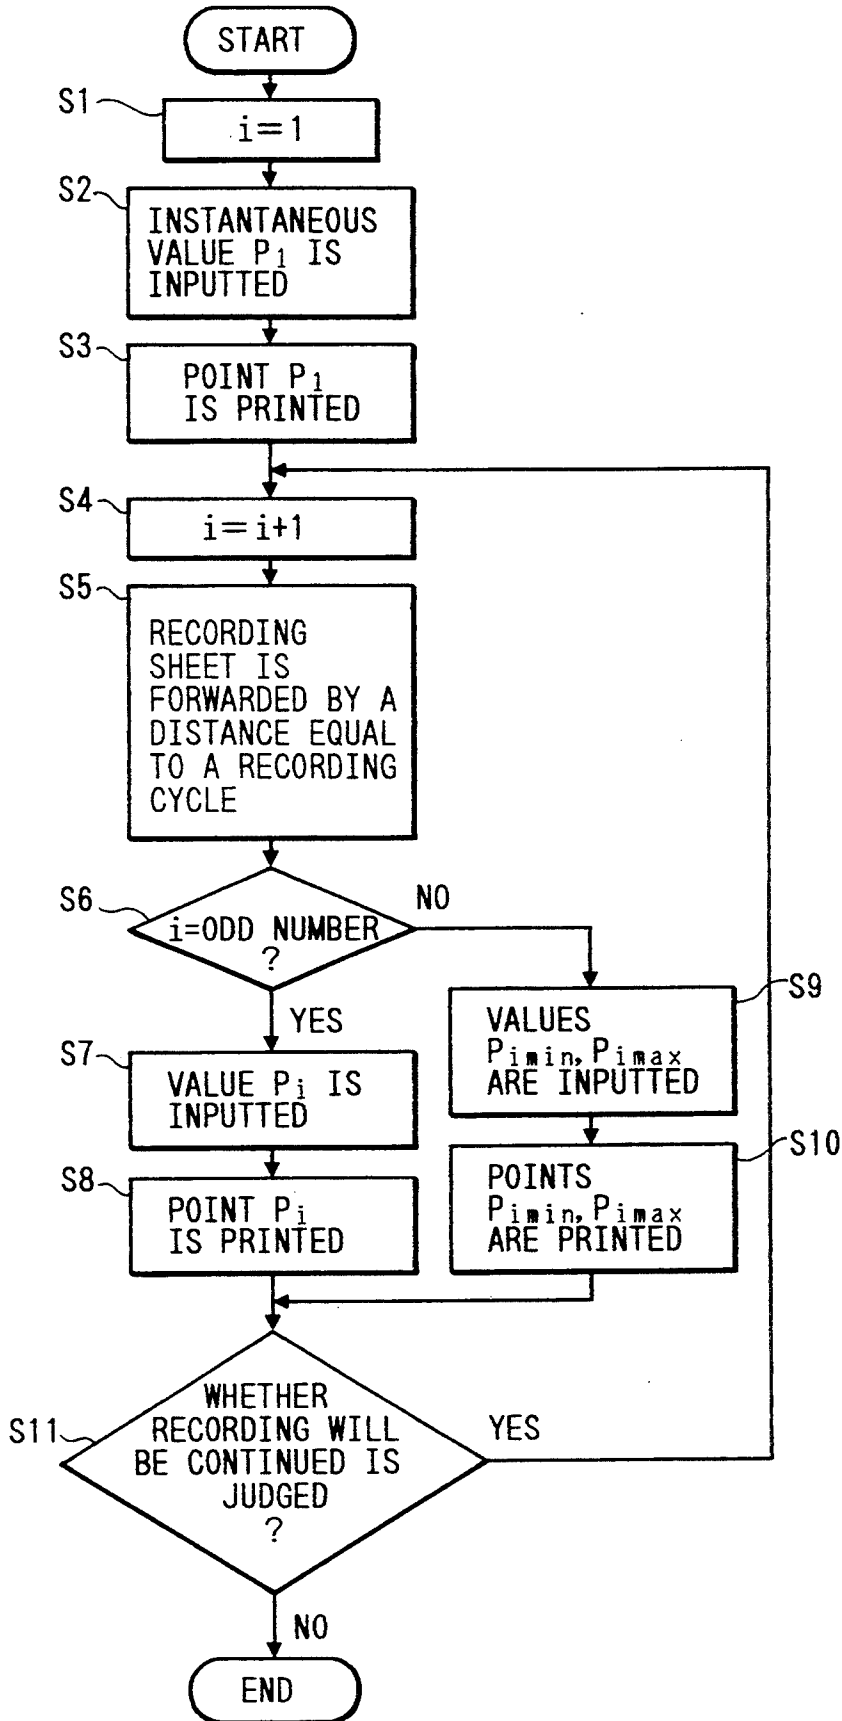 START
S1
i=1
S2
INSTANTANEOUS
VALUE P1 IS
INPUTTED
S3
POINT P1
IS PRINTED
S4
i=i+1
S5
RECORDING
SHEET IS
FORWARDED BY A
DISTANCE EQUAL
TO A RECORDING
CYCLE
S6
i=ODD NUMBER
?
NO
YES
S7
VALUE Pi IS
INPUTTED
S8
POINT Pi
IS PRINTED
S9
VALUES
Pimin, Pimax
ARE INPUTTED
S10
POINTS
Pimin, Pimax
ARE PRINTED
S11
WHETHER
RECORDING WILL
BE CONTINUED IS
JUDGED
?
YES
NO
END